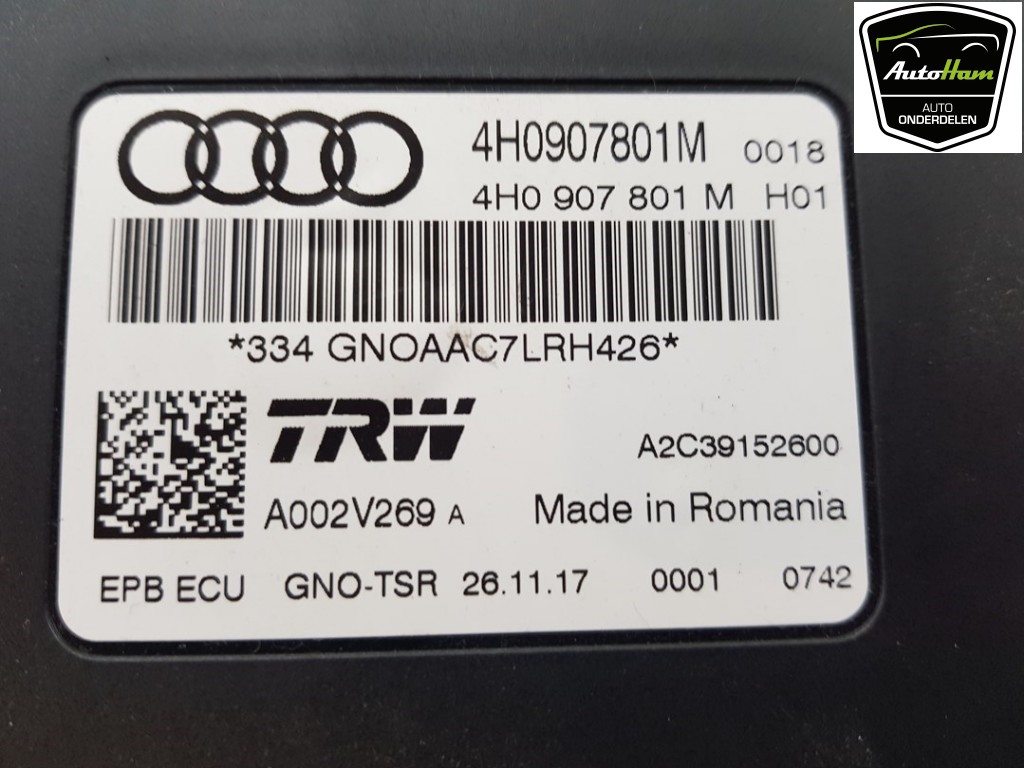 4H0907801M 0018
4H0 907 801 M H01
*334 GNOAAC7LRH426*
TRW
A2C39152600
A002V269 A
Made in Romania
EPB ECU GNO-TSR 26.11.17 0001 0742
AutoHam
AUTO
ONDERDELEN